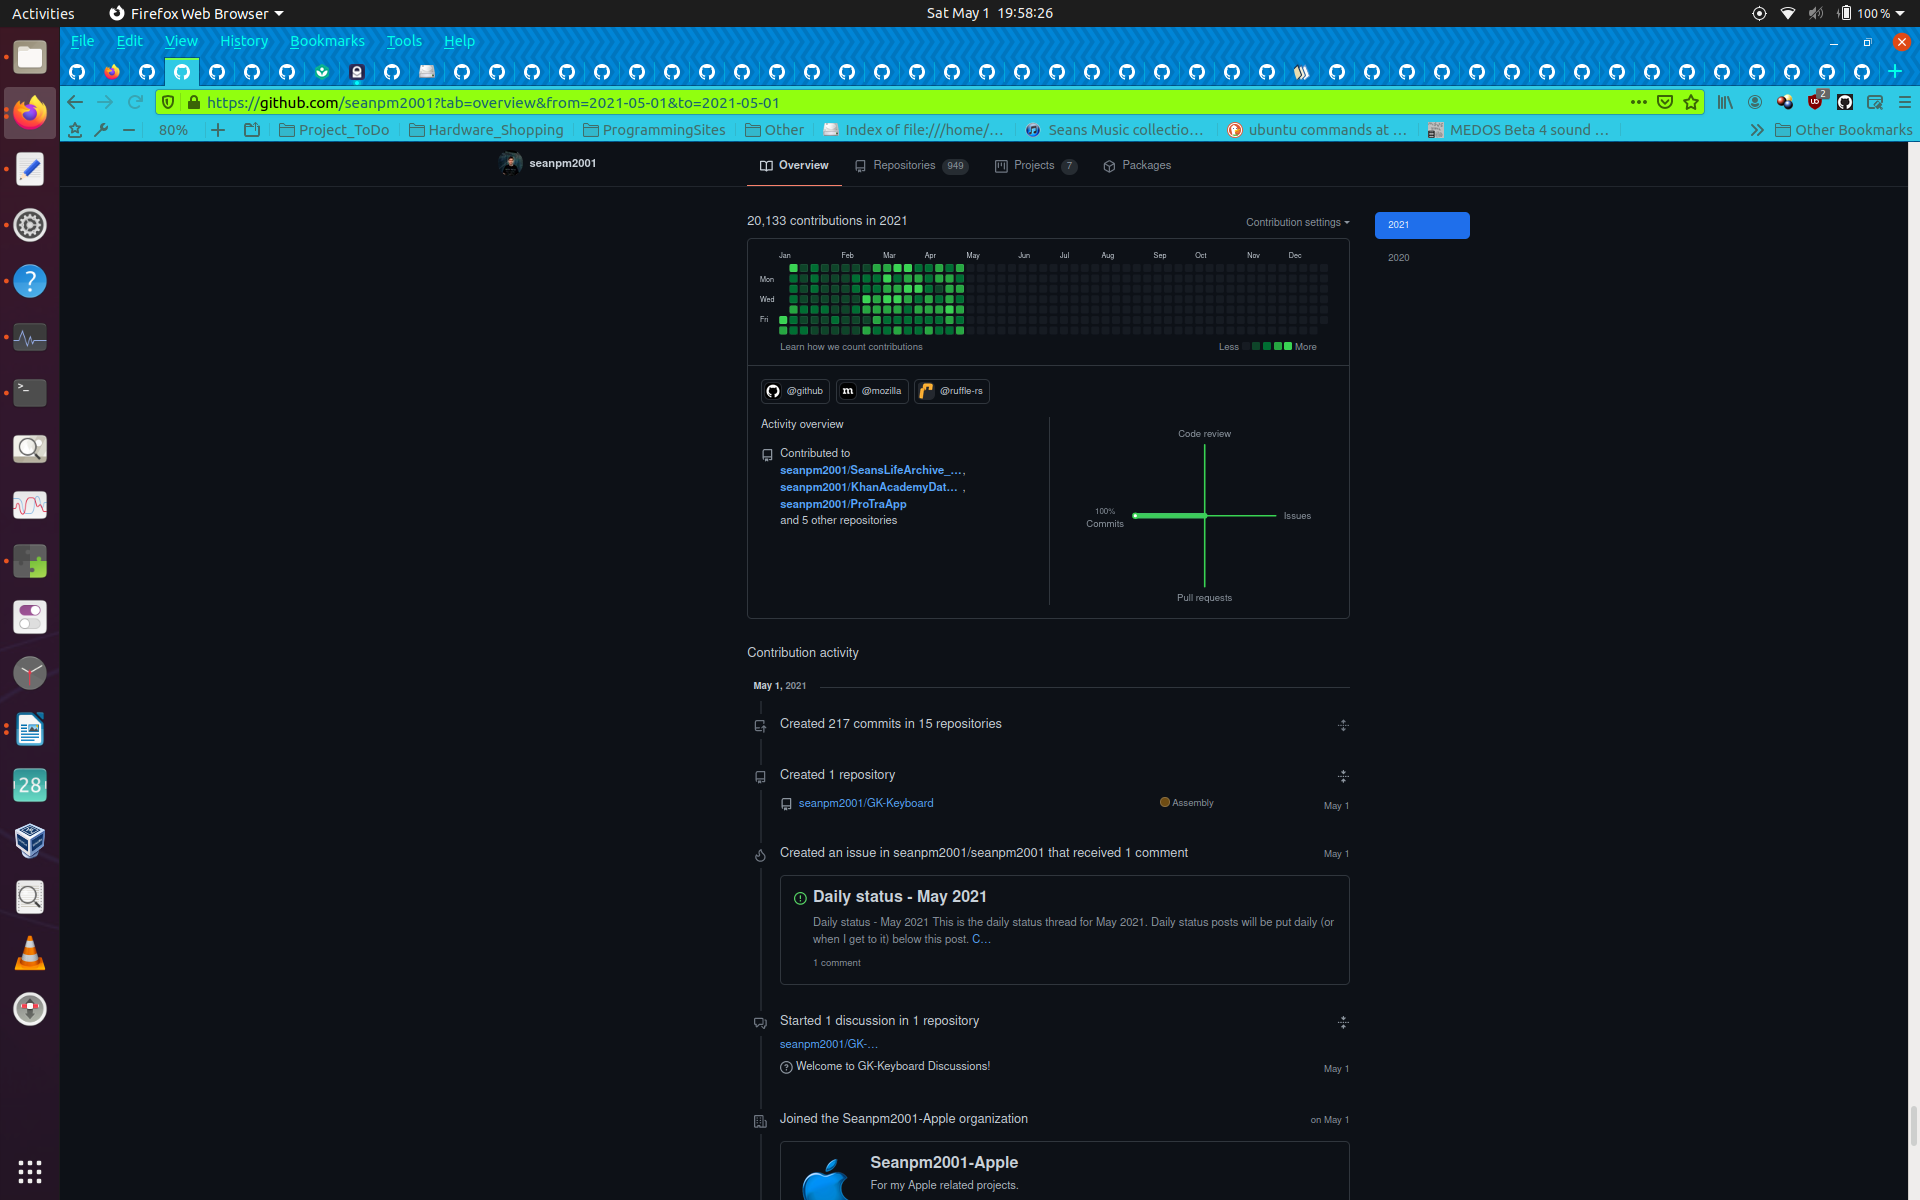 Activities
Firefox Web Browser
Sat May 1 19:58:26
100 %
File Edit View History Bookmarks Tools Help
https://github.com/seanpm2001?tab=overview&from=2021-05-01&to=2021-05-01
2
80%
Project_ToDo
Hardware_Shopping
ProgrammingSites
Other
Index of file:///home/...
Seans Music collectio...
ubuntu commands at ...
MEDOS Beta 4 sound ...
Other Bookmarks
seanpm2001
Overview
Repositories 949
Projects 7
Packages
20,133 contributions in 2021
Contribution settings
2021
2020
Jan Feb Mar Apr May Jun Jul Aug Sep Oct Nov Dec
Mon
Wed
Fri
Learn how we count contributions
Less
More
@github
@mozilla
@ruffle-rs
Activity overview
Contributed to
seanpm2001/SeansLifeArchive_...,
seanpm2001/KhanAcademyDat... ,
seanpm2001/ProTraApp
and 5 other repositories
Code review
100%
Commits
Issues
Pull requests
Contribution activity
May 1, 2021
Created 217 commits in 15 repositories
Created 1 repository
seanpm2001/GK-Keyboard
Assembly
May 1
Created an issue in seanpm2001/seanpm2001 that received 1 comment
May 1
Daily status - May 2021
Daily status - May 2021 This is the daily status thread for May 2021. Daily status posts will be put daily (or
when I get to it) below this post. C...
1 comment
Started 1 discussion in 1 repository
seanpm2001/GK-...
Welcome to GK-Keyboard Discussions!
May 1
Joined the Seanpm2001-Apple organization
on May 1
Seanpm2001-Apple
For my Apple related projects.
28